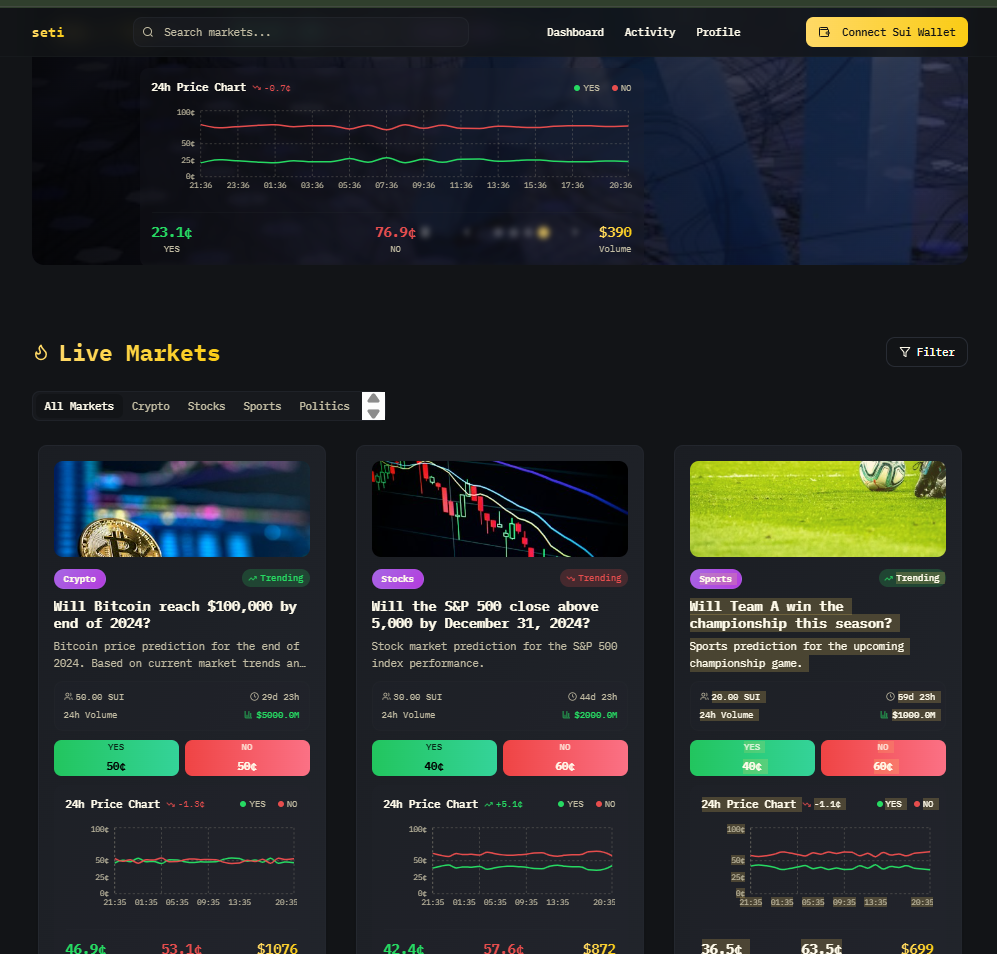 seti
Search markets...
Dashboard
Activity
Profile
Connect Sui Wallet
24h Price Chart -0.7¢
YES NO
100¢
50¢
25¢
0¢
21:36 23:36 01:36 03:36 05:36 07:36 09:36 11:36 13:36 15:36 17:36 20:36
23.1¢ 76.9¢ $390
YES NO Volume
Live Markets
Filter
All Markets Crypto Stocks Sports Politics
Crypto Trending
Will Bitcoin reach $100,000 by
end of 2024?
Bitcoin price prediction for the end of
2024. Based on current market trends an…
50.00 SUI 29d 23h
24h Volume $5000.0M
YES NO
50¢ 50¢
24h Price Chart -1.3¢ YES NO
100¢
50¢
25¢
0¢
21:35 01:35 05:35 09:35 13:35 20:35
46.9¢ 53.1¢ $1076
Stocks Trending
Will the S&P 500 close above
5,000 by December 31, 2024?
Stock market prediction for the S&P 500
index performance.
30.00 SUI 44d 23h
24h Volume $2000.0M
YES NO
40¢ 60¢
24h Price Chart +5.1¢ YES NO
100¢
50¢
25¢
0¢
21:35 01:35 05:35 09:35 13:35 20:35
42.4¢ 57.6¢ $872
Sports Trending
Will Team A win the
championship this season?
Sports prediction for the upcoming
championship game.
20.00 SUI 59d 23h
24h Volume $1000.0M
YES NO
40¢ 60¢
24h Price Chart -1.1¢ YES NO
100¢
50¢
25¢
0¢
21:35 01:35 05:35 09:35 13:35 20:35
36.5¢ 63.5¢ $699